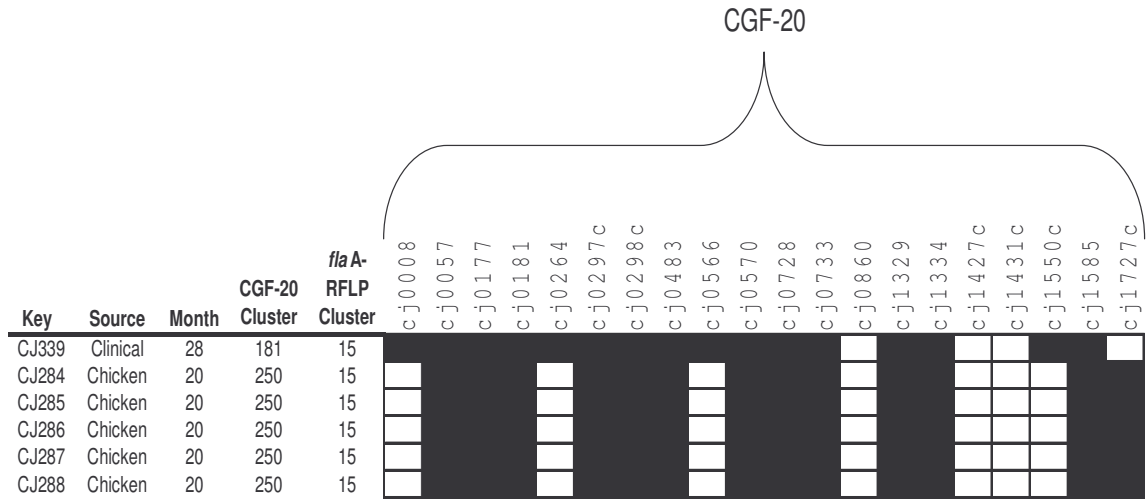 CGF-20
cj0008 cj0057 cj0177 cj0181 cj0264 cj0297c cj0298c cj0483 cj0566 cj0570 cj0728 cj0733 cj0860 cj1329 cj1334 cj1427c cj1431c cj1550c cj1585 cj1727c
Key Source Month CGF-20 Cluster flaA-RFLP Cluster
CJ339 Clinical 28 181 15
CJ284 Chicken 20 250 15
CJ285 Chicken 20 250 15
CJ286 Chicken 20 250 15
CJ287 Chicken 20 250 15
CJ288 Chicken 20 250 15